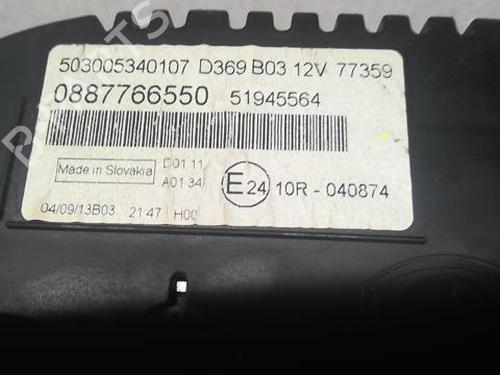 503005340107 D369 B03 12V 77359
0887766550 51945564
Made in Slovakia
D01 11
A01 34
E 24 10R - 040874
04/09/13B03 21 47 H00